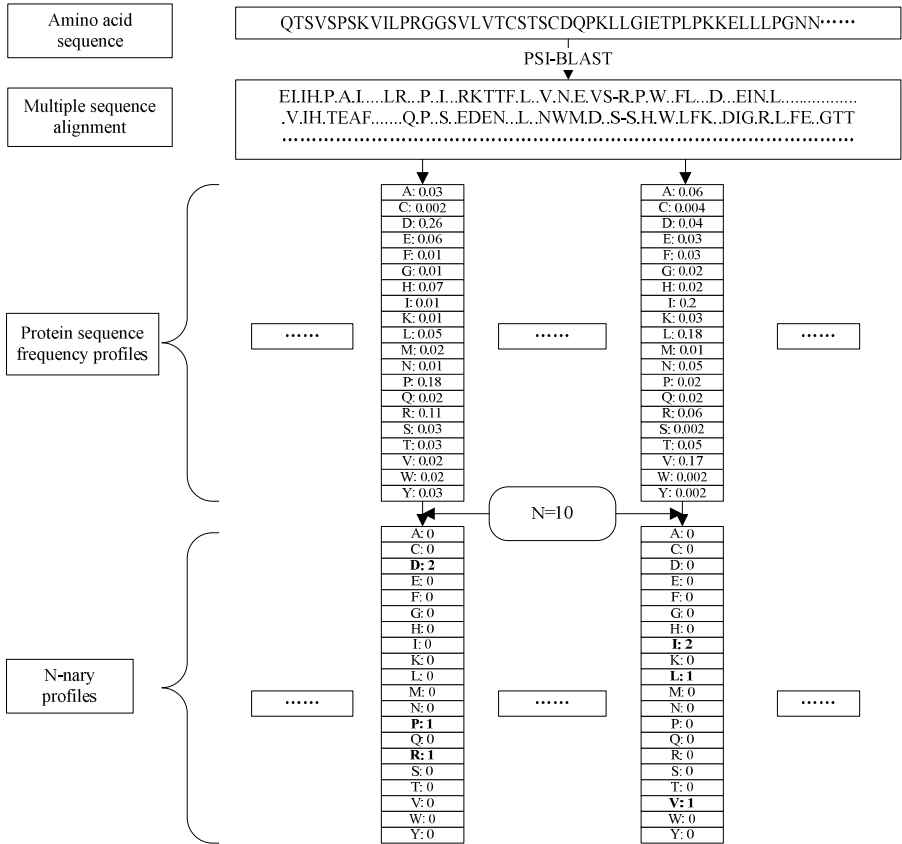 Amino acid
sequence
QTSVSPSKVILPRGGSVLVTCSTSCDQPKLLGIETPLPKKELLLPGNN······
PSI-BLAST
Multiple sequence
alignment
EI.IH.P.A.I....LR...P..I...RKTTF.L...V..N.E.VS-R.P.W..FL...D...EIN.L..................
.V.IH.TEAF.......Q.P..S..EDEN...L..NWM.D..S-S.H.W.LFK..DIG.R.L.FE..GTT
Protein sequence
frequency profiles
······
A: 0.03
C: 0.002
D: 0.26
E: 0.06
F: 0.01
G: 0.01
H: 0.07
I: 0.01
K: 0.01
L: 0.05
M: 0.02
N: 0.01
P: 0.18
Q: 0.02
R: 0.11
S: 0.03
T: 0.03
V: 0.02
W: 0.02
Y: 0.03
······
A: 0.06
C: 0.004
D: 0.04
E: 0.03
F: 0.03
G: 0.02
H: 0.02
I: 0.2
K: 0.03
L: 0.18
M: 0.01
N: 0.05
P: 0.02
Q: 0.02
R: 0.06
S: 0.002
T: 0.05
V: 0.17
W: 0.002
Y: 0.002
······
N=10
N-nary
profiles
······
A: 0
C: 0
D: 2
E: 0
F: 0
G: 0
H: 0
I: 0
K: 0
L: 0
M: 0
N: 0
P: 1
Q: 0
R: 1
S: 0
T: 0
V: 0
W: 0
Y: 0
······
A: 0
C: 0
D: 0
E: 0
F: 0
G: 0
H: 0
I: 2
K: 0
L: 1
M: 0
N: 0
P: 0
Q: 0
R: 0
S: 0
T: 0
V: 1
W: 0
Y: 0
······